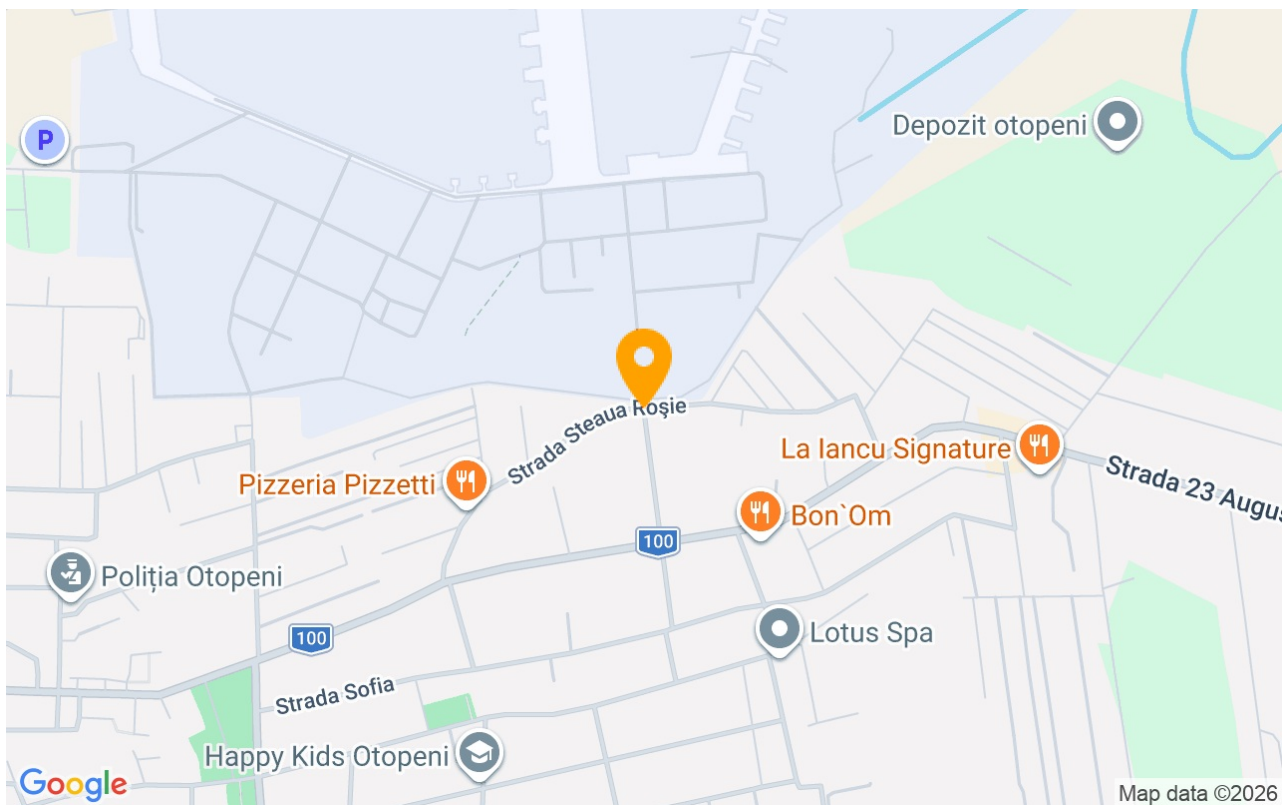 P
Depozit otopeni
Strada Steaua Roșie
La Iancu Signature
Strada 23 Augus
Pizzeria Pizzetti
Bon`Om
100
Poliția Otopeni
100
Lotus Spa
Strada Sofia
Happy Kids Otopeni
Google
Map data ©2026